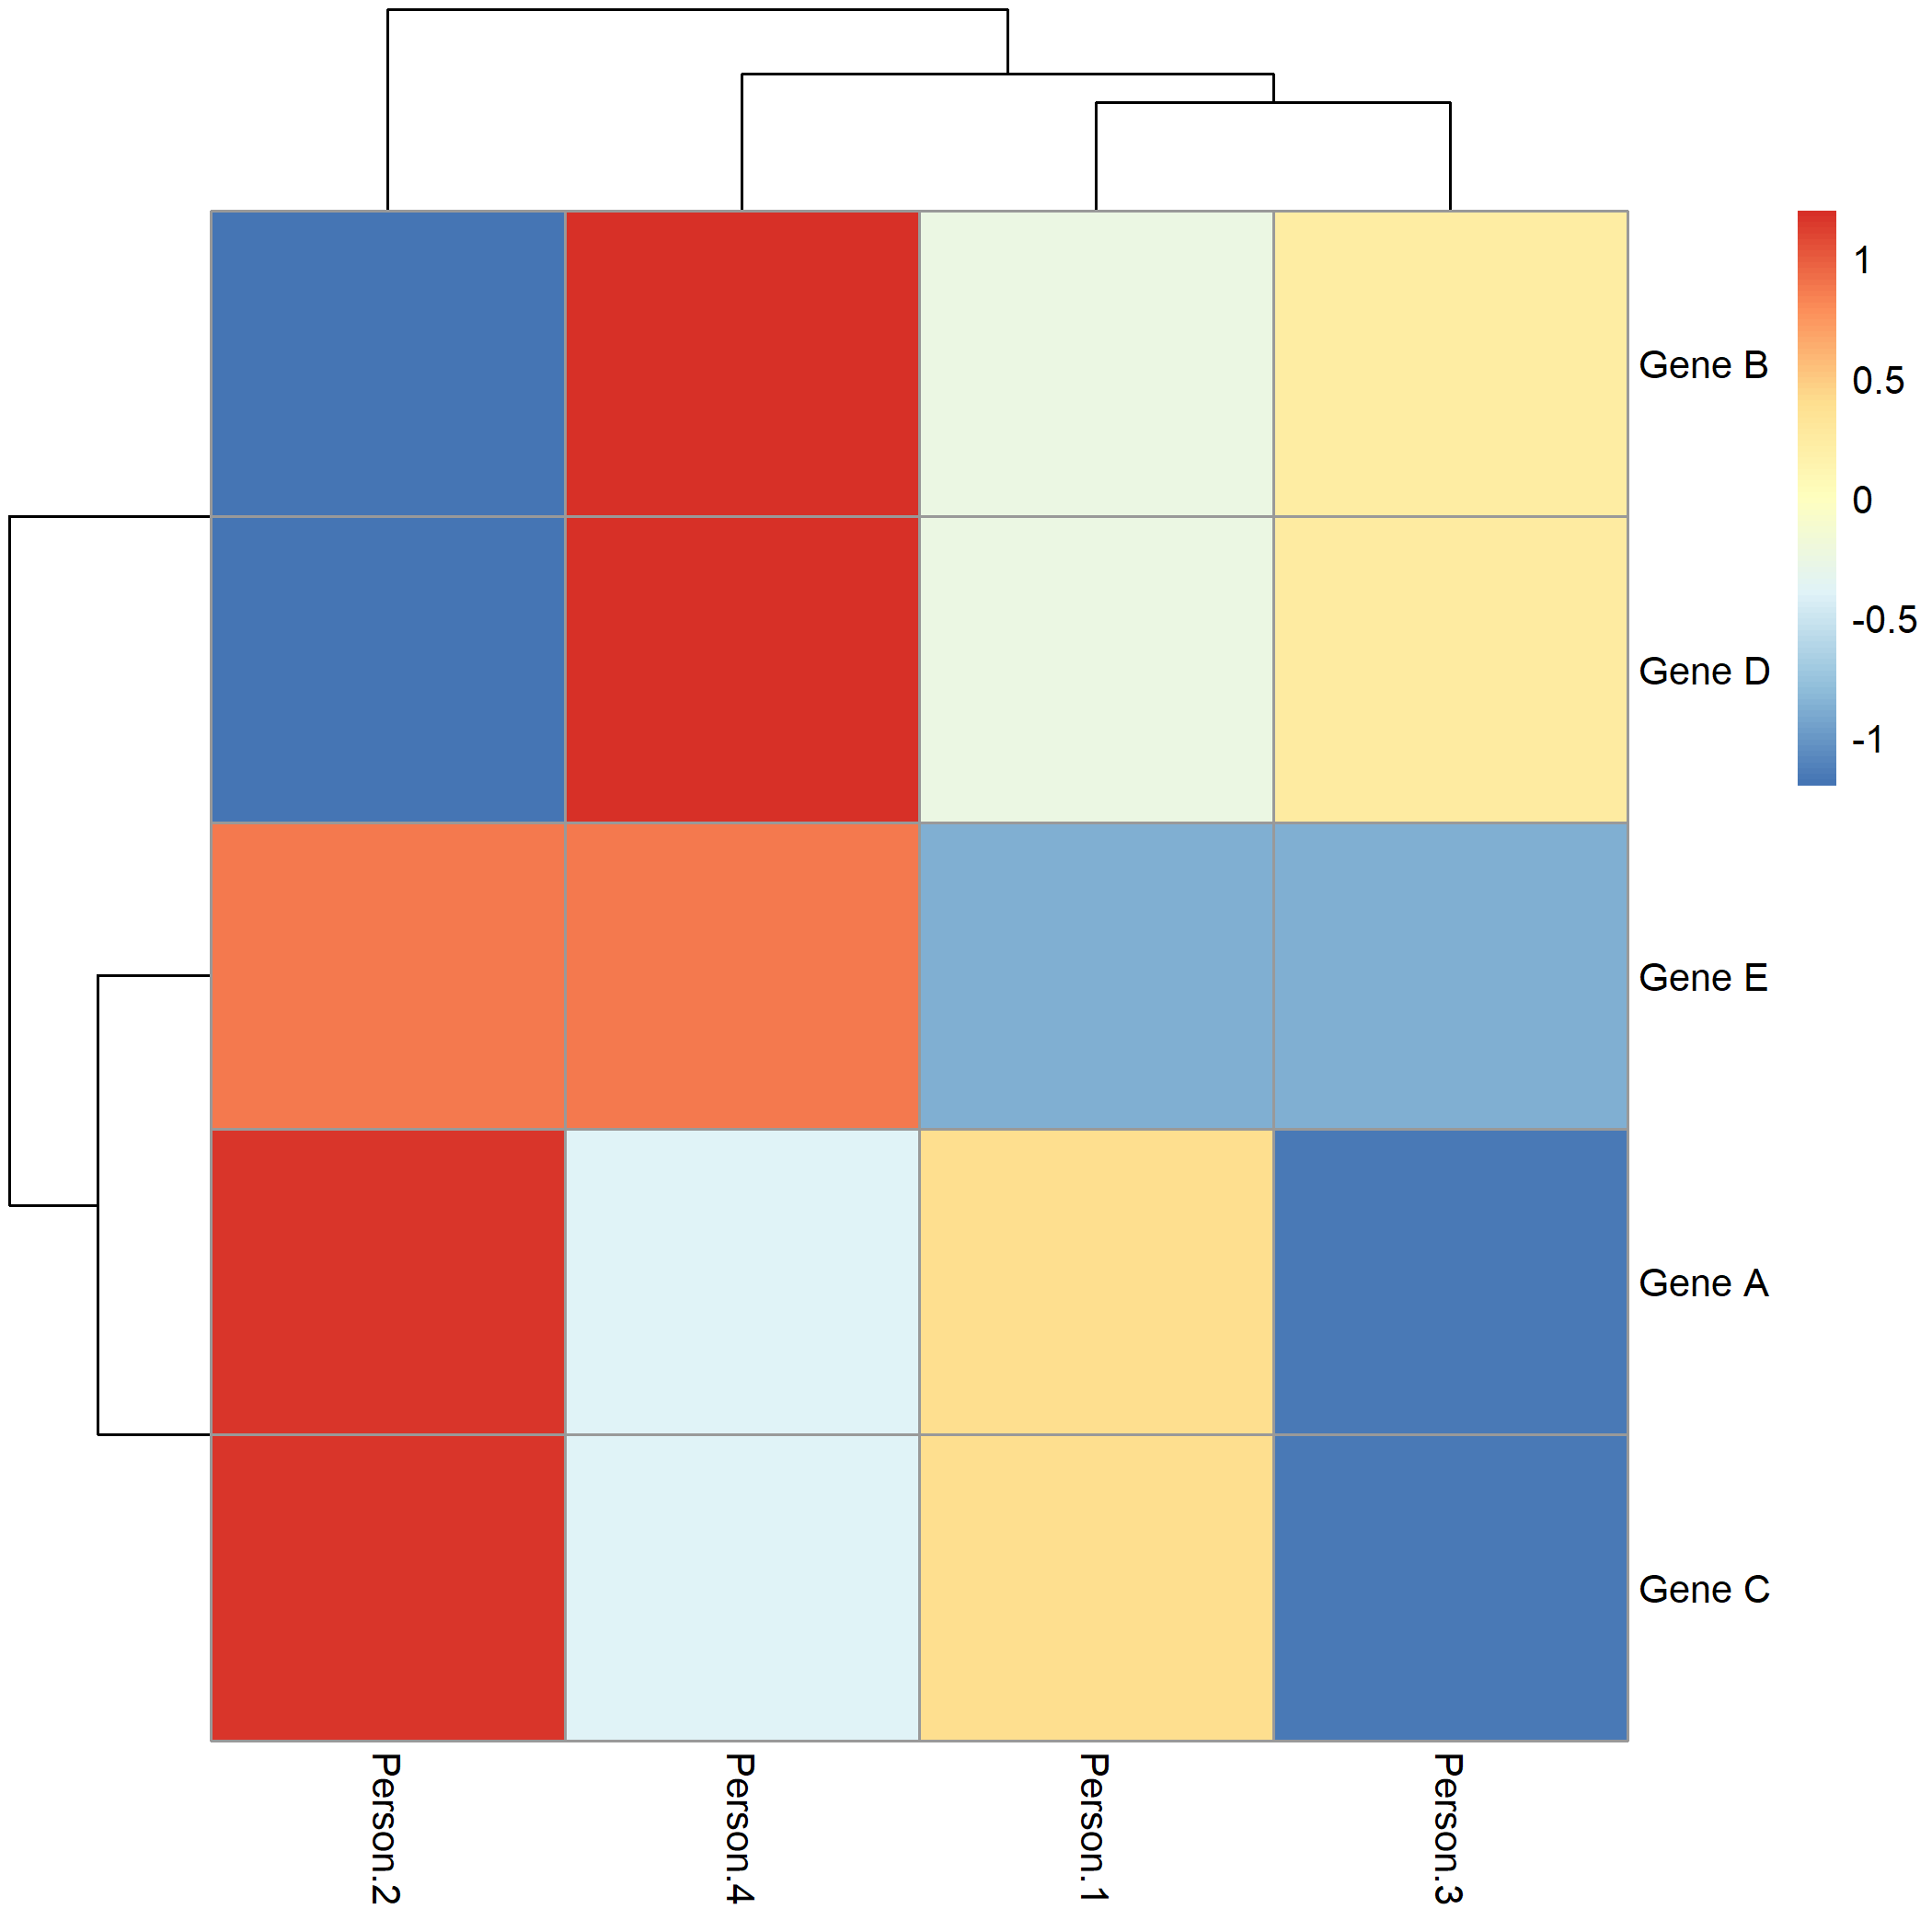 Gene B
Gene D
Gene E
Gene A
Gene C
1
0.5
0
-0.5
-1
Person.2
Person.4
Person.1
Person.3